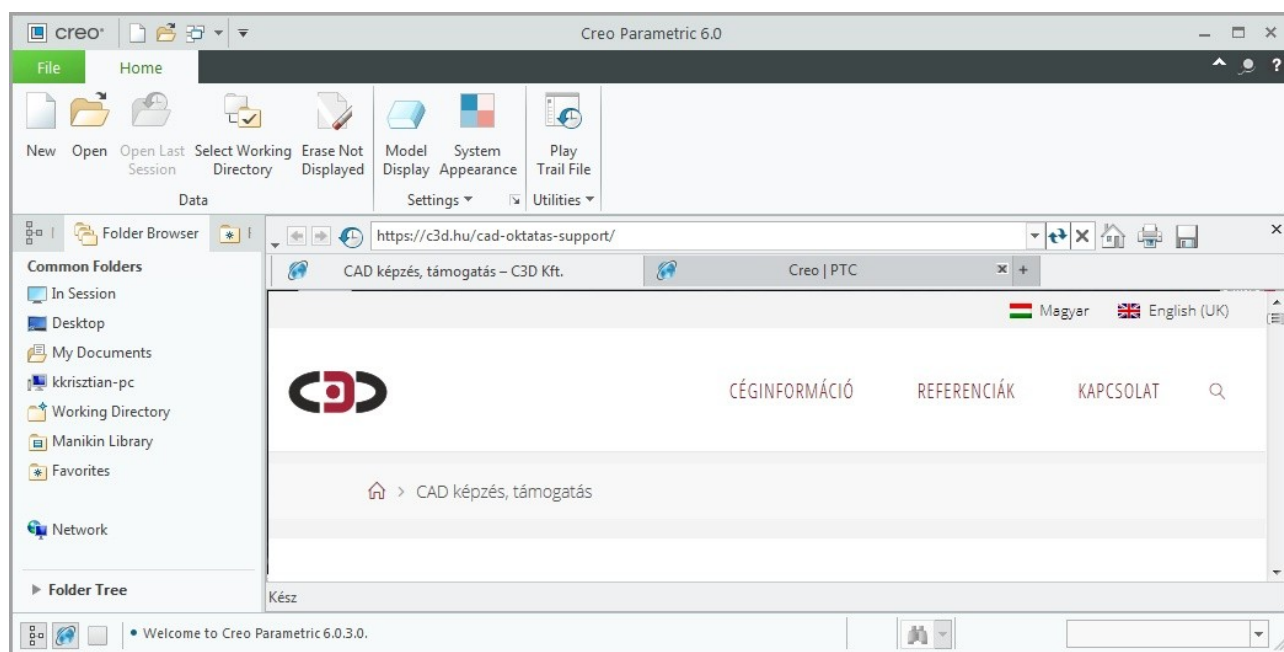 creo°
Creo Parametric 6.0
File
Home
?
New
Open
Open Last Session
Select Working Directory
Erase Not Displayed
Model Display
System Appearance
Play Trail File
Data
Settings
Utilities
Folder Browser
https://c3d.hu/cad-oktatas-support/
Common Folders
CAD képzés, támogatás – C3D Kft.
Creo | PTC
+
In Session
Magyar
English (UK)
Desktop
My Documents
kkrisztian-pc
CÉGINFORMÁCIÓ
REFERENCIÁK
KAPCSOLAT
Working Directory
Manikin Library
Favorites
CAD képzés, támogatás
Network
Folder Tree
Kész
• Welcome to Creo Parametric 6.0.3.0.